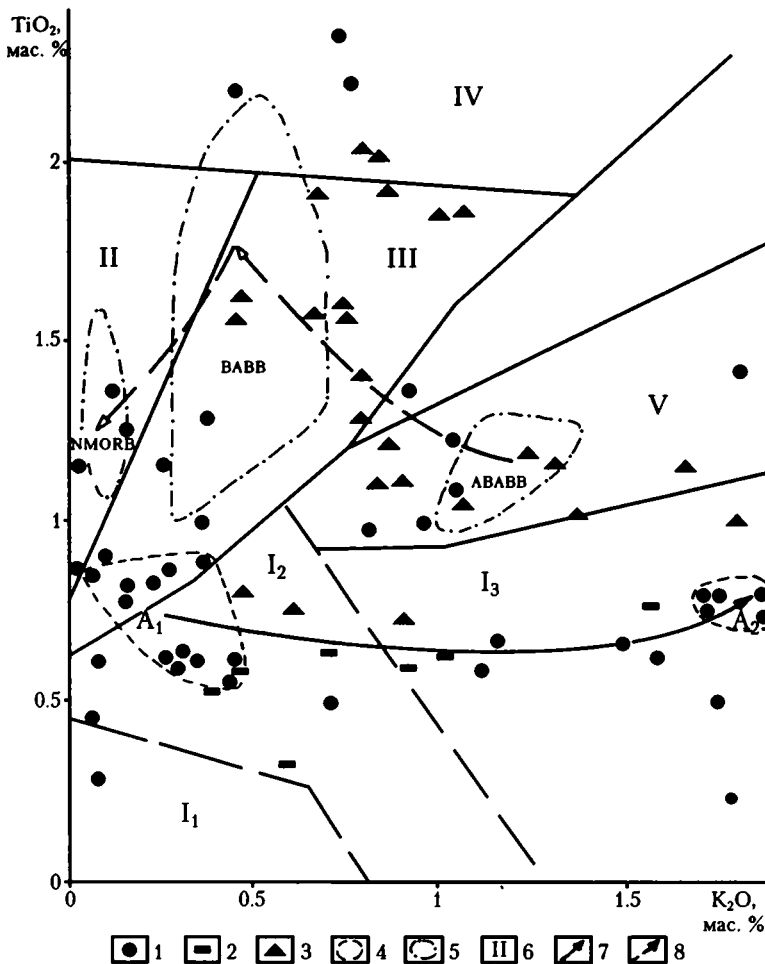 TiO2,
мас. %
IV
2
II
III
1.5
BABB
V
NMORB
ABABB
1
I2
I3
A1
A2
0.5
I1
0
0
0.5
1
1.5
K2O,
мас. %
1 2 3 4 5 II 6 7 8